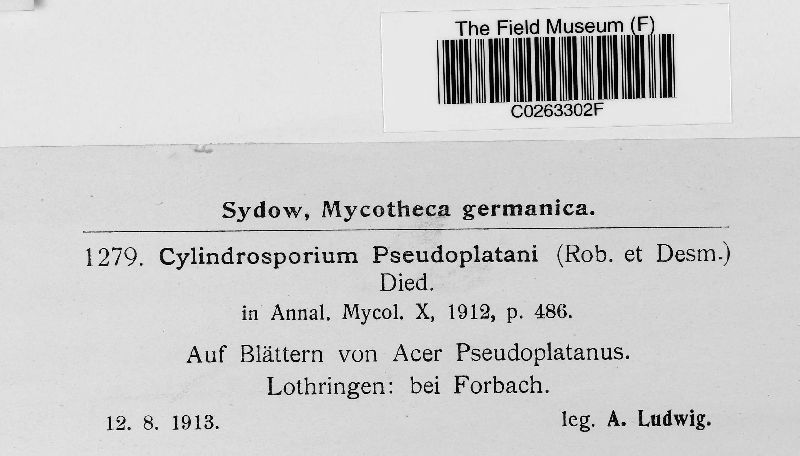 The Field Museum (F)
C0263302F
Sydow, Mycotheca germanica.
1279. Cylindrosporium Pseudoplatani (Rob. et Desm.)
Died.
in Annal. Mycol. X, 1912, p. 486.
Auf Blättern von Acer Pseudoplatanus.
Lothringen: bei Forbach.
12. 8. 1913. leg. A. Ludwig.